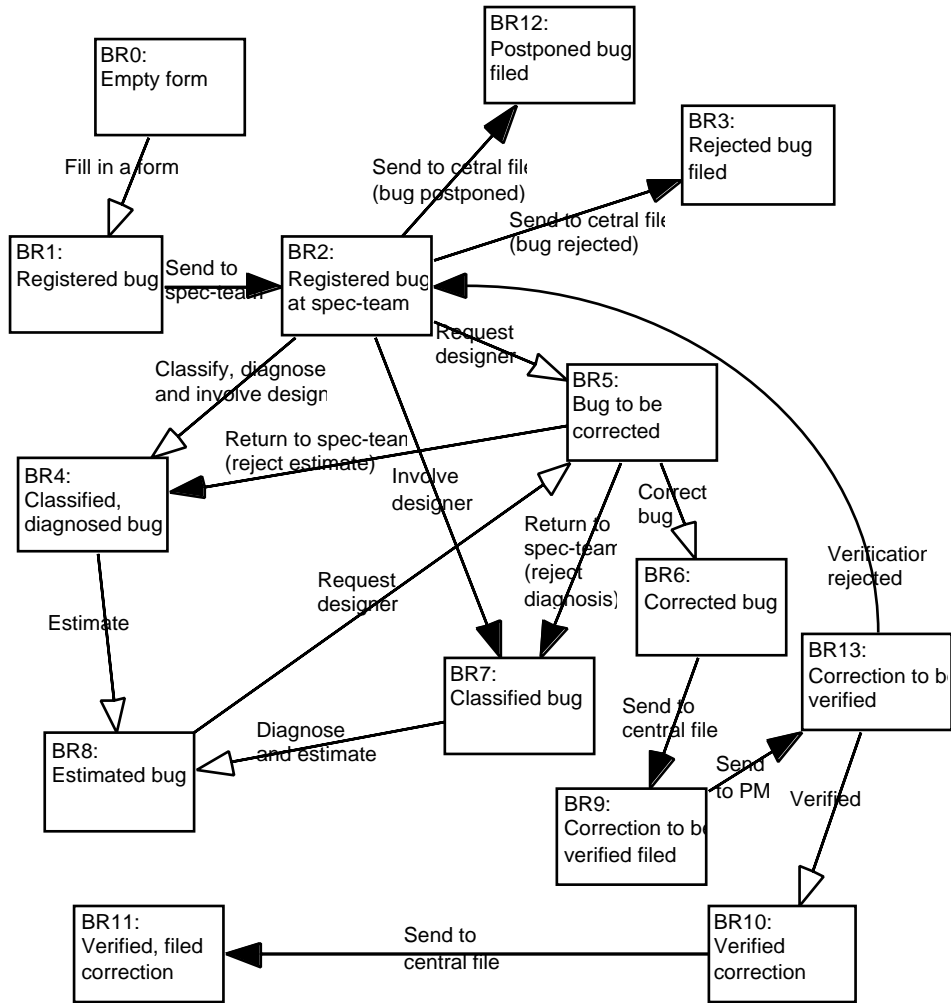 BR12:
Postponed bug
filed
BR0:
Empty form
BR3:
Rejected bug
filed
Fill in a form
Send to cetral file
(bug postponed)
Send to cetral file
(bug rejected)
BR1:
Registered bug
Send to
spec-team
BR2:
Registered bug
at spec-team
Request
designer
BR5:
Bug to be
corrected
Classify, diagnose
and involve design
Return to spec-team
(reject estimate)
BR4:
Classified,
diagnosed bug
Involve
designer
Correct
bug
Return to
spec-team
(reject
diagnosis)
Verification
rejected
Request
designer
BR6:
Corrected bug
Estimate
BR13:
Correction to b
verified
BR7:
Classified bug
Send to
central file
Diagnose
and estimate
BR8:
Estimated bug
Send
to PM
Verified
BR9:
Correction to be
verified filed
BR11:
Verified, filed
correction
Send to
central file
BR10:
Verified
correction